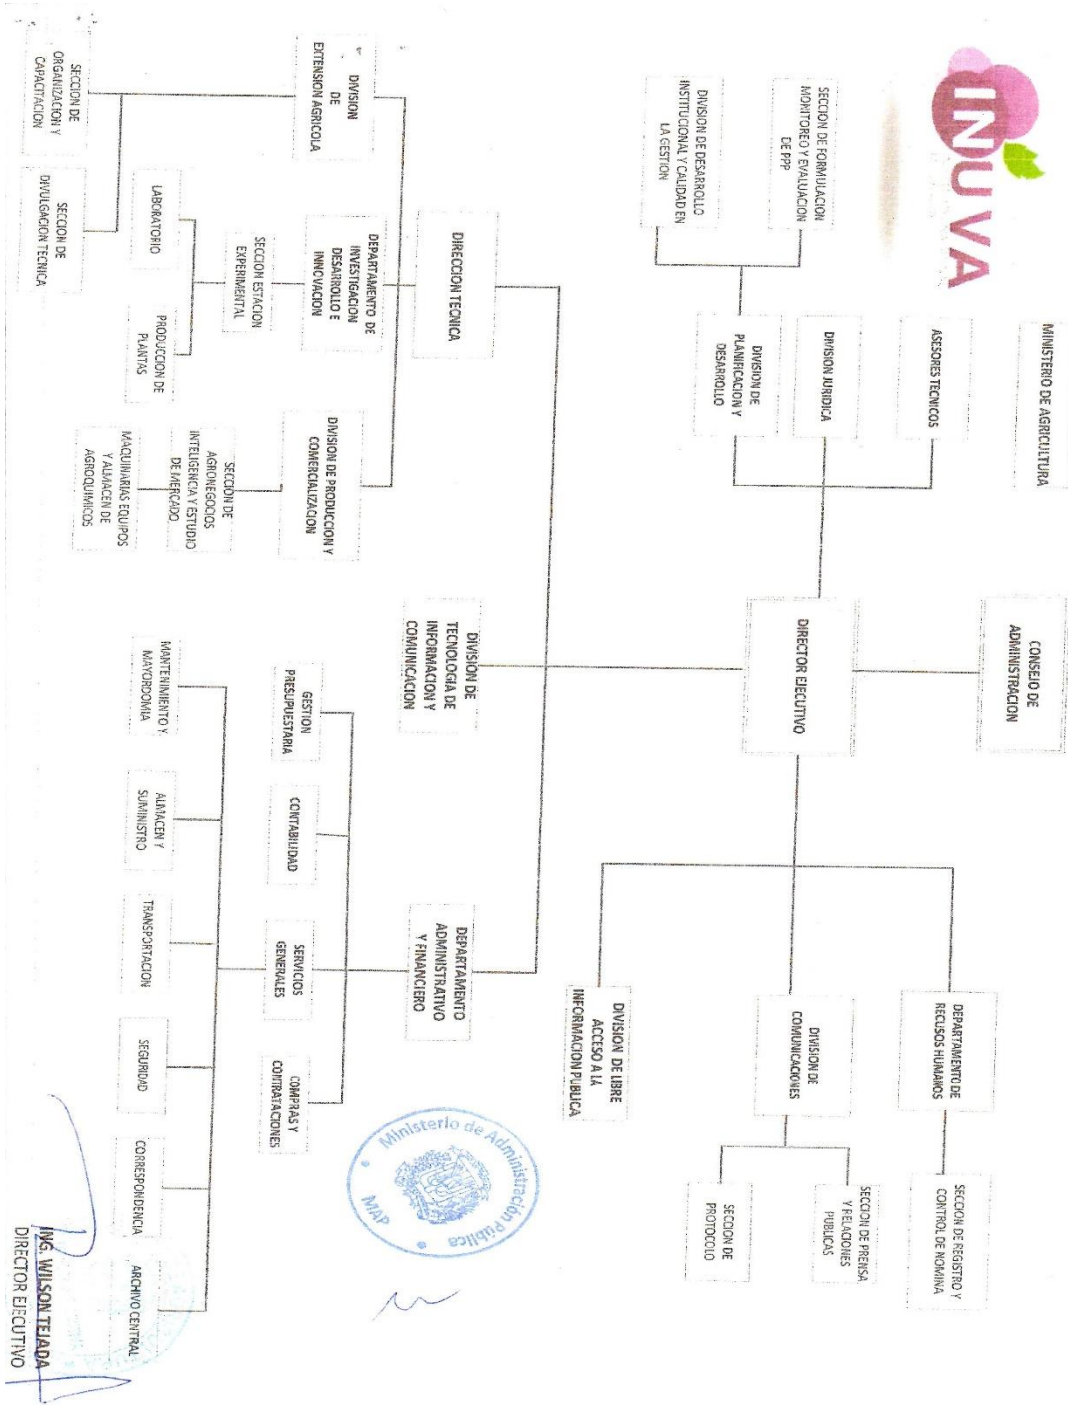 INUVA
MINISTERIO DE AGRICULTURA
CONSEJO DE
ADMINISTRACION
DIRECTOR EJECUTIVO
ASESORES TECNICOS
DIVISION JURIDICA
DIVISION DE
PLANIFICACION Y
DESARROLLO
SECCION DE FORMULACION
MONITOREO Y EVALUACION
DE PPP
DIVISION DE DESARROLLO
INSTITUCIONAL Y CALIDAD EN
LA GESTION
DEPARTAMENTO DE
RECUSOS HUMANOS
SECCION DE REGISTRO Y
CONTROL DE NOMINA
DIVISION DE
COMUNICACIONES
SECCION DE PRENSA
Y RELACIONES
PUBLICAS
SECCION DE
PROTOCOLO
DIVISION DE LIBRE
ACCESO A LA
INFORMACION PUBLICA
DIRECCION TECNICA
DIVISION DE
TECNOLOGIA DE
INFORMACION Y
COMUNICACION
DEPARTAMENTO
ADMINISTRATIVO
Y FINANCIERO
DIVISION
DE
EXTENSION AGRICOLA
DEPARTAMENTO DE
INVESTIGACION
DESARROLLO E
INNOVACION
DIVISION DE PRODUCCION Y
COMERCIALIZACION
GESTION
PRESUPUESTARIA
CONTABILIDAD
SERVICIOS
GENERALES
COMPRAS Y
CONTRATACIONES
SECCION ESTACION
EXPERIMENTAL
SECCION DE
AGRONEGOCIOS
INTELIGENCIA Y ESTUDIO
DE MERCADO
LABORATORIO
PRODUCCION DE
PLANTAS
MAQUINARIAS EQUIPOS
Y ALMACEN DE
AGROQUIMICOS
SECCION DE
ORGANIZACION Y
CAPACITACION
SECCION DE
DIVULGACION TECNICA
MANTENIMIENTO Y
MAYORDOMIA
ALMACEN Y
SUMINISTRO
TRANSPORTACION
SEGURIDAD
CORRESPONDENCIA
ARCHIVO CENTRAL
Ministerio de Administración Pública
MAP
ING. WILSON TEJADA
DIRECTOR EJECUTIVO